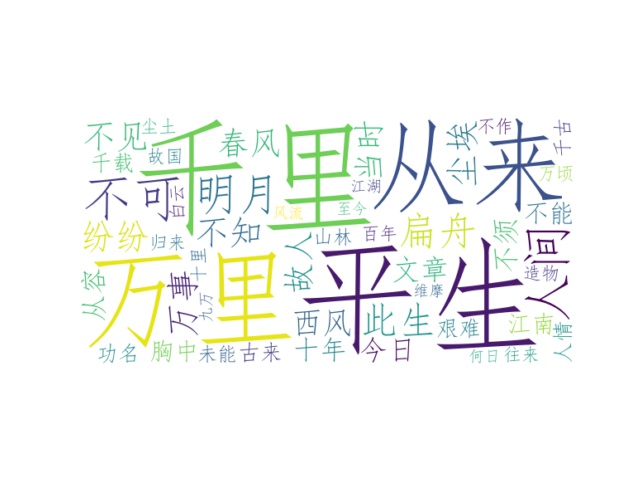 不见
尘土
千里
春风
当时
从来
尘埃
不作
千古
千载
故国
不可
白云
明月
江湖
万顷
风流
至今
纷纷
归来
不知
故人
山林
百年
扁舟
不须
不能
人间
从容
万里
万事
十里
九万
平生
文章
维摩
造物
西风
此生
艰难
江南
人情
功名
胸中
未能
古来
十年
今日
何日
往来